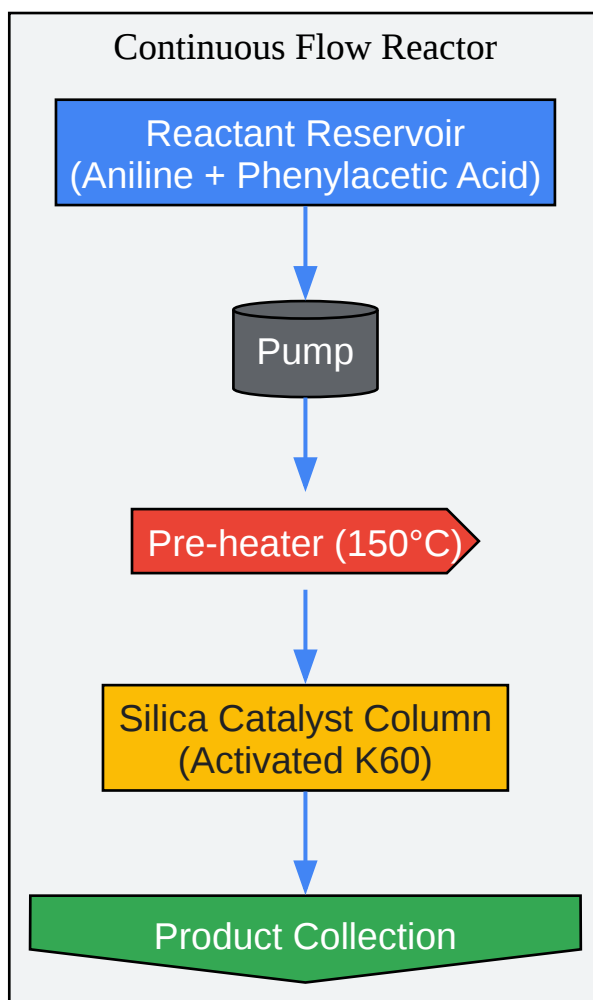 Continuous Flow Reactor
Reactant Reservoir
(Aniline + Phenylacetic Acid)
Pump
Pre-heater (150°C)
Silica Catalyst Column
(Activated K60)
Product Collection